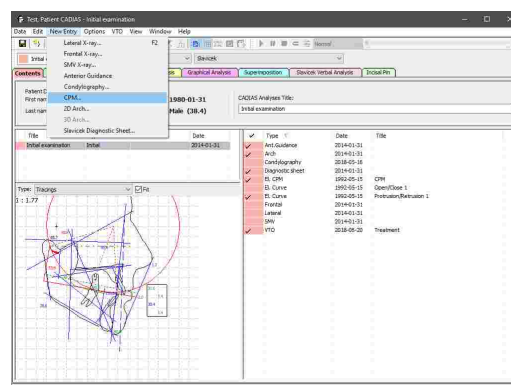 Test, Patient CADIAS - Initial examination
Data Edit New Entry Options VTO View Window Help
Lateral X-ray... F2
Frontal X-ray...
SMV X-ray...
Anterior Guidance
Condylography...
CPM...
2D Arch...
3D Arch...
Slavicek Diagnostic Sheet...
Normal
Initial
Slavicek
Contents
Graphical Analysis
Superimposition
Slavicek Verbal Analysis
Incisal Pin
Patient
First nam
1980-01-31
Last nam
Male (38.4)
CADIAS Analyses Title:
Initial examination
Title
Date
Initial examination Initial 2014-01-31
Type Date Title
Ant.Guidance 2014-01-31
Arch 2014-01-31
Condylography 2018-05-16
Diagnostic sheet 2014-01-31
El. CPM 1992-05-15 CPM
El. Curve 1992-05-15 Open/Close 1
El. Curve 1992-05-15 Protrusion/Retrusion 1
Frontal 2014-01-31
Lateral 2014-01-31
SMV 2014-01-31
VTO 2018-05-20 Treatment
Type: Tracings Fit
1 : 1.77